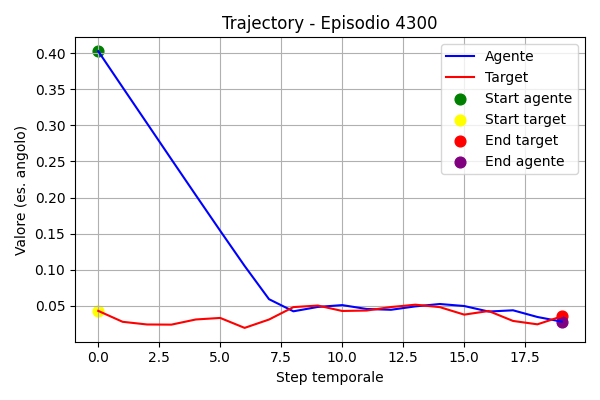 Trajectory - Episodio 4300
Valore (es. angolo)
0.40
0.35
0.30
0.25
0.20
0.15
0.10
0.05
Agente
Target
Start agente
Start target
End target
End agente
0.0 2.5 5.0 7.5 10.0 12.5 15.0 17.5
Step temporale